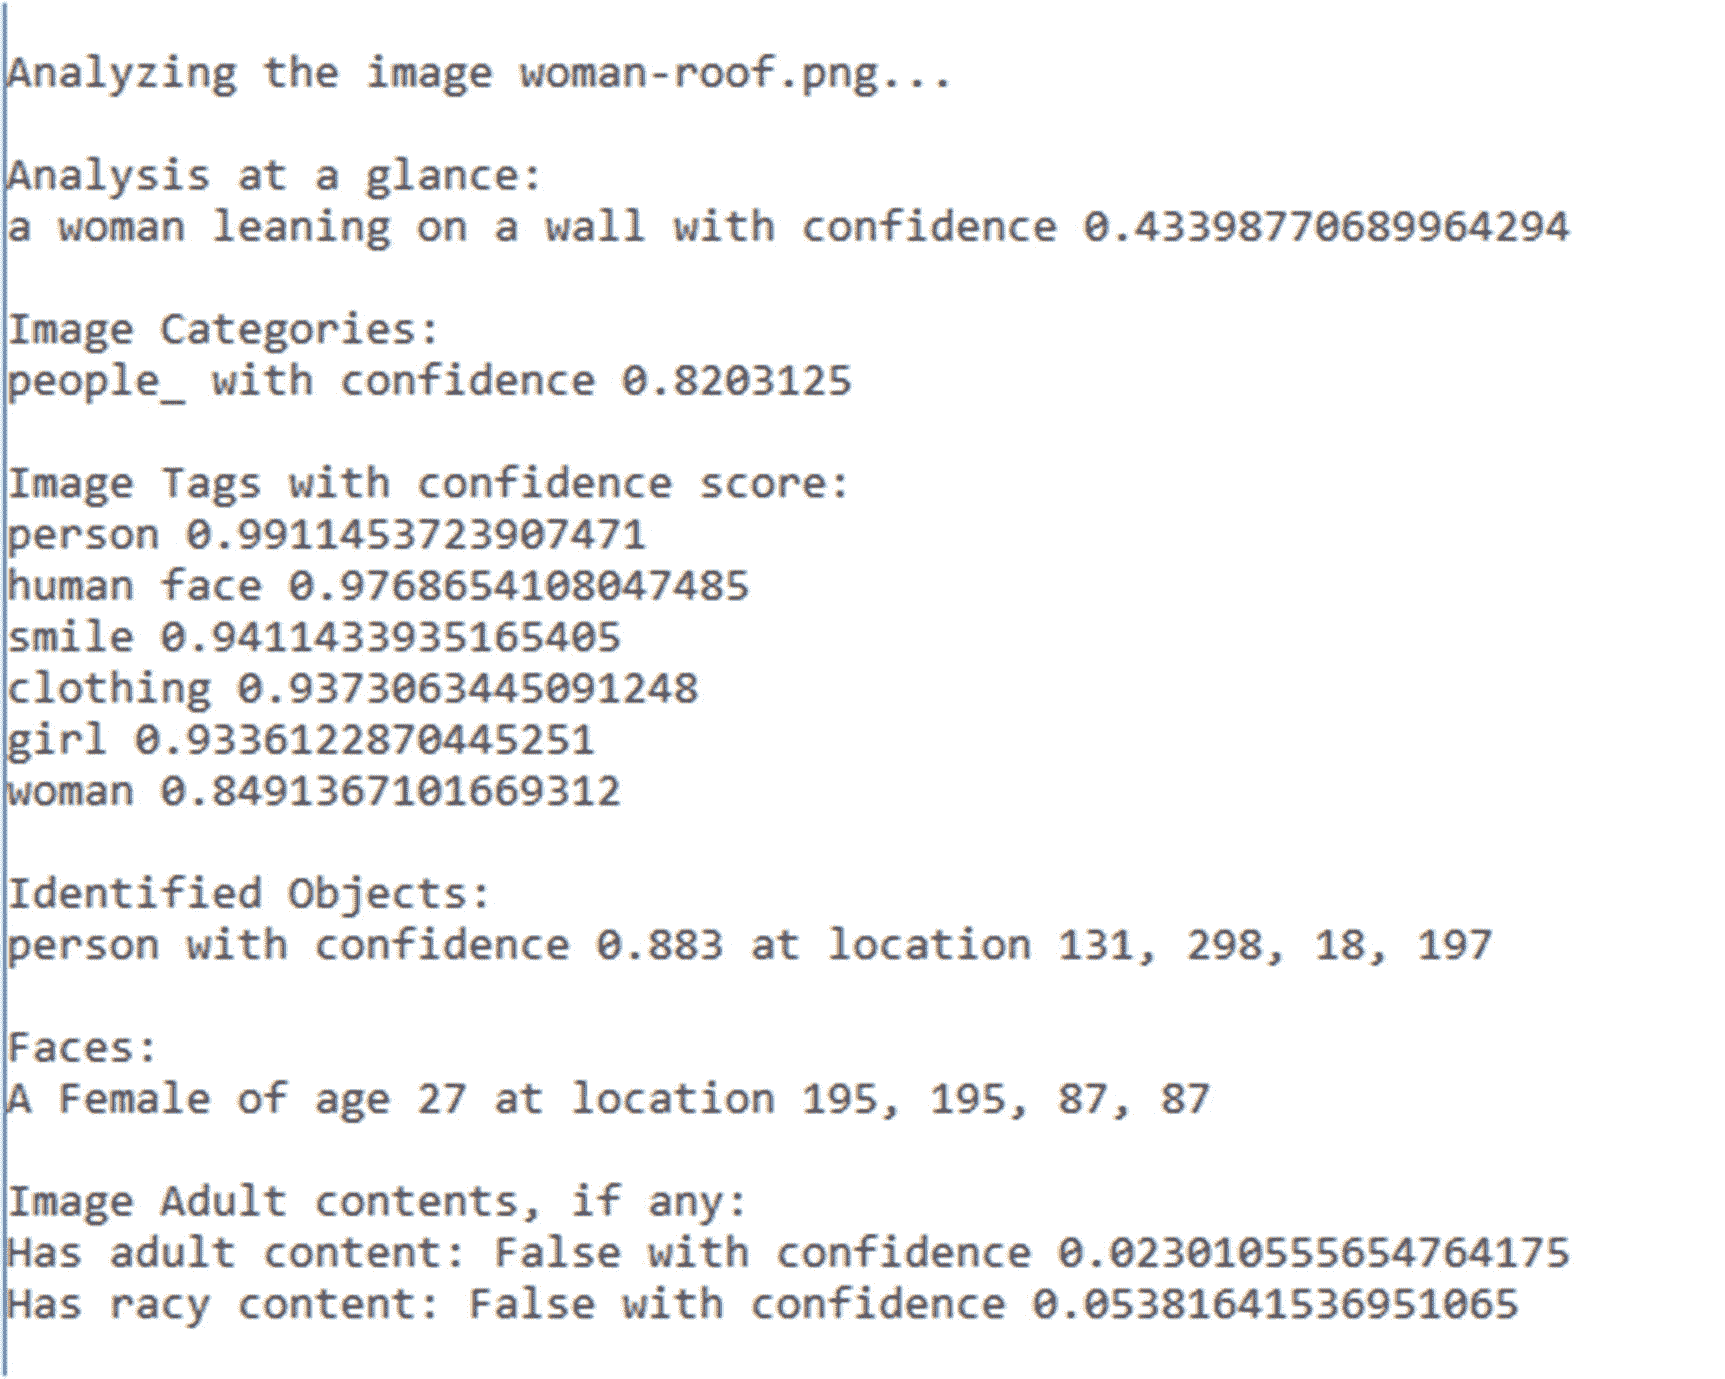 Analyzing the image woman-roof.png...
Analysis at a glance:
a woman leaning on a wall with confidence 0.43398770689964294
Image Categories:
people_ with confidence 0.8203125
Image Tags with confidence score:
person 0.9911453723907471
human face 0.9768654108047485
smile 0.9411433935165405
clothing 0.9373063445091248
girl 0.9336122870445251
woman 0.8491367101669312
Identified Objects:
person with confidence 0.883 at location 131, 298, 18, 197
Faces:
A Female of age 27 at location 195, 195, 87, 87
Image Adult contents, if any:
Has adult content: False with confidence 0.023010555654764175
Has racy content: False with confidence 0.05381641536951065